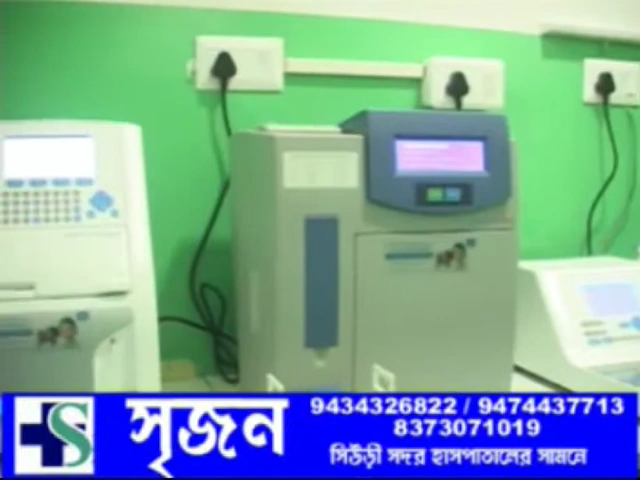 S
সৃজন
9434326822 / 9474437713
8373071019
সিউড়ী সদর হাসপাতালের সামনে